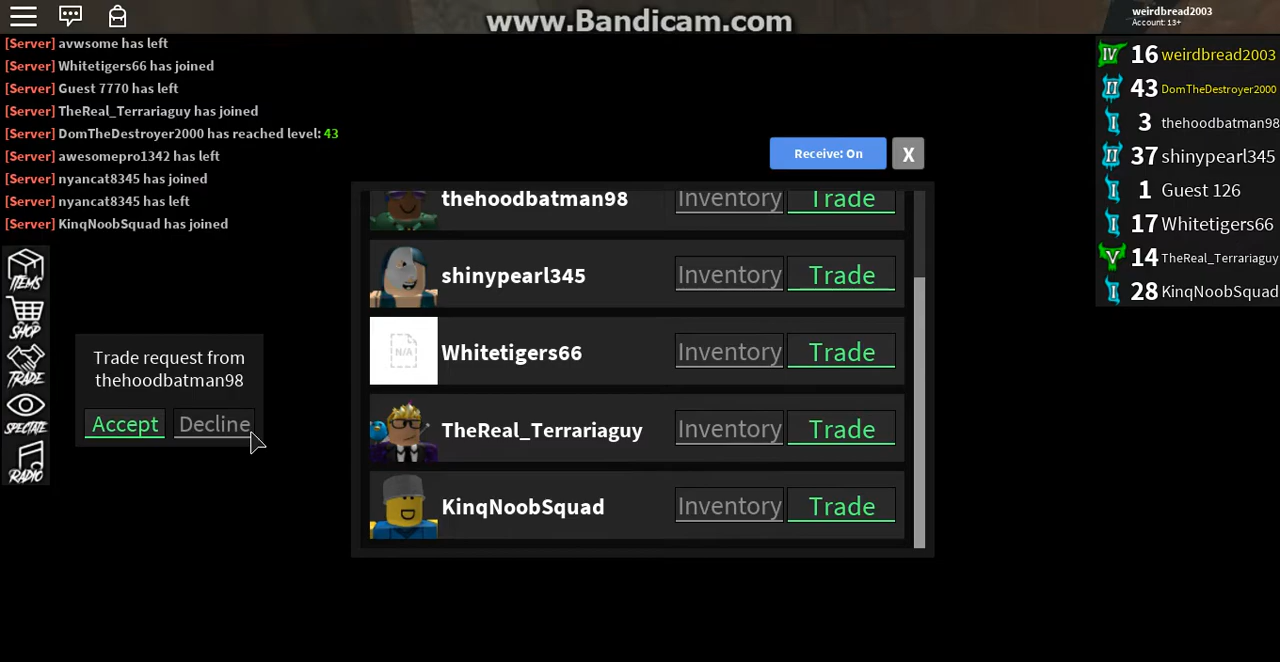 www.Bandicam.com
weirdbread2003
Account: 13+
[Server] avwsome has left
[Server] Whitetigers66 has joined
[Server] Guest 7770 has left
[Server] TheReal_Terrariaguy has joined
[Server] DomTheDestroyer2000 has reached level: 43
[Server] awesomepro1342 has left
[Server] nyancat8345 has joined
[Server] nyancat8345 has left
[Server] KinqNoobSquad has joined
IV 16 weirdbread2003
II 43 DomTheDestroyer2000
I 3 thehoodbatman98
II 37 shinypearl345
I 1 Guest 126
I 17 Whitetigers66
V 14 TheReal_Terrariaguy
I 28 KinqNoobSquad
ITEMS
SHOP
TRADE
SPECTATE
RADIO
Trade request from
thehoodbatman98
Accept Decline
Receive: On X
thehoodbatman98 Inventory Trade
shinypearl345 Inventory Trade
N/A Whitetigers66 Inventory Trade
TheReal_Terrariaguy Inventory Trade
KinqNoobSquad Inventory Trade